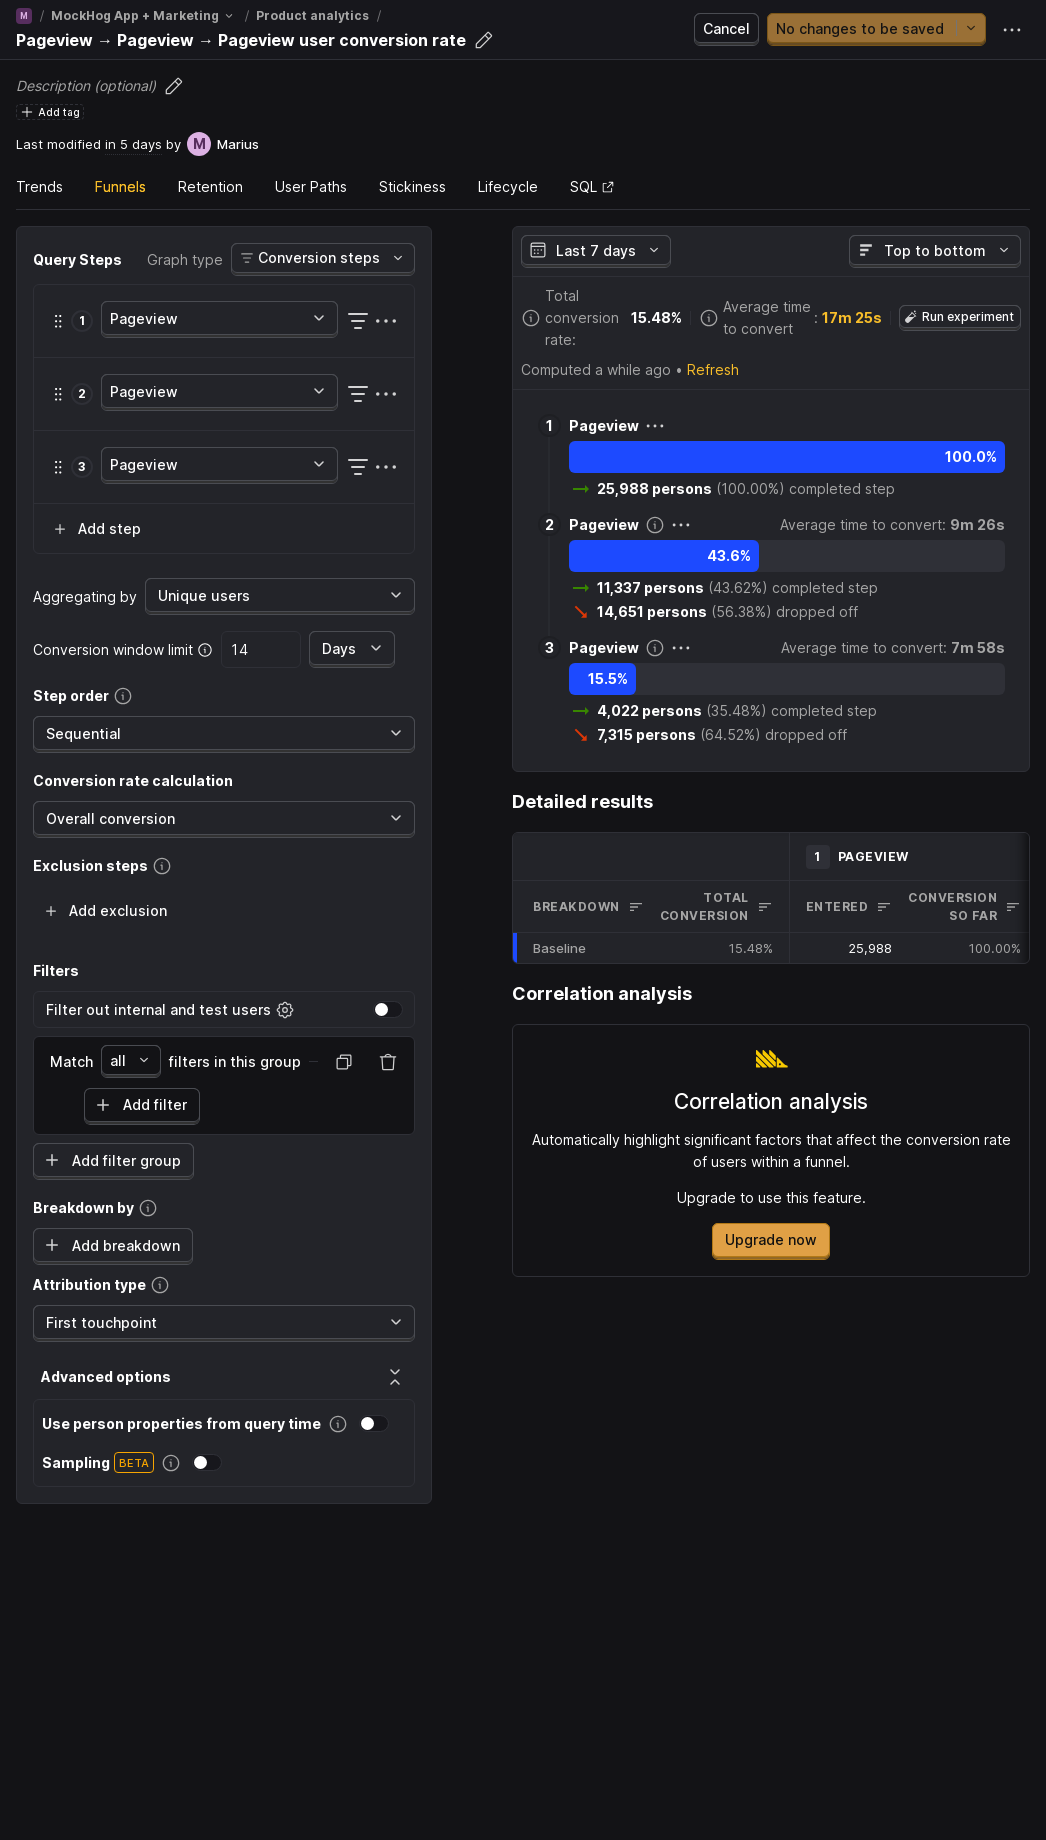 M / MockHog App + Marketing / Product analytics /
Pageview → Pageview → Pageview user conversion rate
Cancel
No changes to be saved
Description (optional)
Add tag
Last modified in 5 days by M Marius
Trends Funnels Retention User Paths Stickiness Lifecycle SQL
Query Steps Graph type Conversion steps
1 Pageview
2 Pageview
3 Pageview
Add step
Aggregating by Unique users
Conversion window limit 14 Days
Step order
Sequential
Conversion rate calculation
Overall conversion
Exclusion steps
Add exclusion
Filters
Filter out internal and test users
Match all filters in this group
Add filter
Add filter group
Breakdown by
Add breakdown
Attribution type
First touchpoint
Advanced options
Use person properties from query time
Sampling BETA
Last 7 days
Top to bottom
Total conversion rate: 15.48%
Average time to convert : 17m 25s
Run experiment
Computed a while ago • Refresh
1 Pageview
100.0%
25,988 persons (100.00%) completed step
2 Pageview Average time to convert: 9m 26s
43.6%
11,337 persons (43.62%) completed step
14,651 persons (56.38%) dropped off
3 Pageview Average time to convert: 7m 58s
15.5%
4,022 persons (35.48%) completed step
7,315 persons (64.52%) dropped off
Detailed results
1 PAGEVIEW
BREAKDOWN TOTAL CONVERSION ENTERED CONVERSION SO FAR
Baseline 15.48% 25,988 100.00%
Correlation analysis
Correlation analysis
Automatically highlight significant factors that affect the conversion rate
of users within a funnel.
Upgrade to use this feature.
Upgrade now